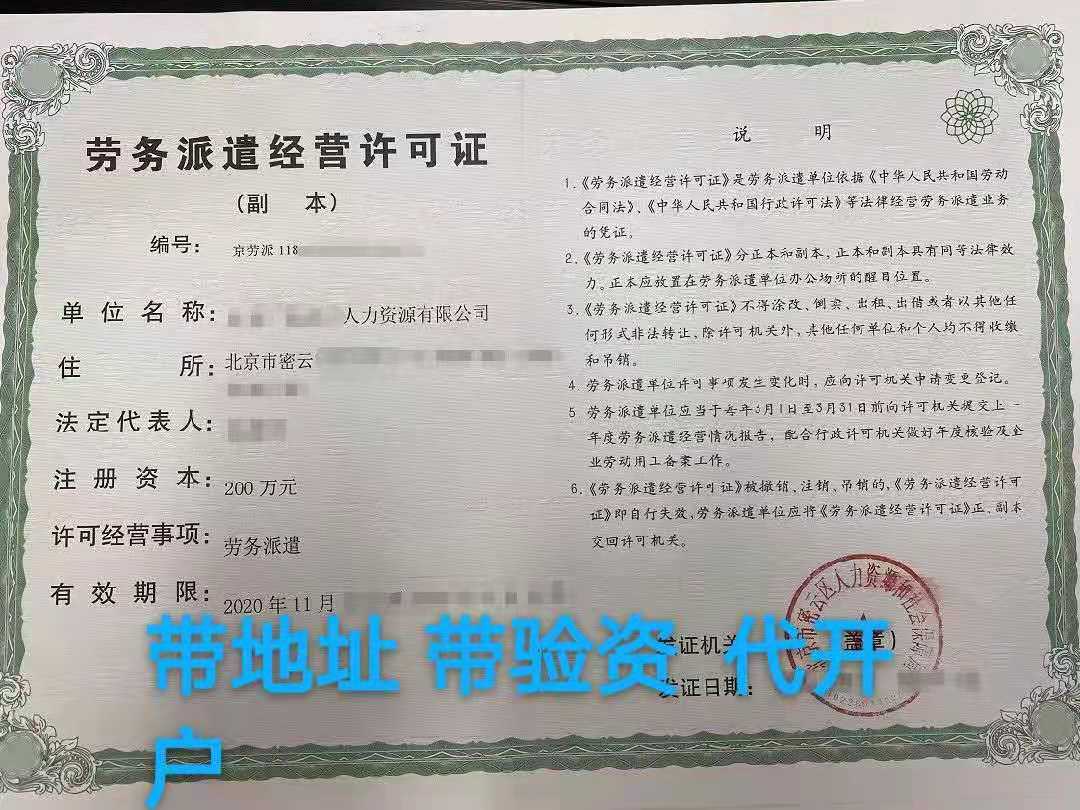 劳务派遣经营许可证
（副 本）
编号： 京劳派 118
单位名称： 人力资源有限公司
住 所： 北京市密云
法定代表人：
注册资本： 200 万元
许可经营事项： 劳务派遣
有效期限： 2020 年 11 月
说 明
1.《劳务派遣经营许可证》是劳务派遣单位依据《中华人民共和国劳动
合同法》、《中华人民共和国行政许可法》等法律经营劳务派遣业务
的凭证。
2.《劳务派遣经营许可证》分正本和副本，正本和副本具有同等法律效
力。正本应放置在劳务派遣单位办公场所的醒目位置。
3.《劳务派遣经营许可证》不得涂改、倒卖、出租、出借或者以其他任
何形式非法转让，除许可机关外，其他任何单位和个人均不得收缴
和吊销。
4. 劳务派遣单位许可事项发生变化时，应向许可机关申请变更登记。
5 劳务派遣单位应当于每年3月1日至3月31日前向许可机关提交上一
年度劳务派遣经营情况报告，配合行政许可机关做好年度核验及企
业劳动用工备案工作。
6.《劳务派遣经营许可证》被撤销、注销、吊销的，《劳务派遣经营许可
证》即自行失效，劳务派遣单位应将《劳务派遣经营许可证》正、副本
交回许可机关。
京市密云区人力资源和社会保障
发证机关（盖章）
发证日期：
带地址 带验资 代开
户